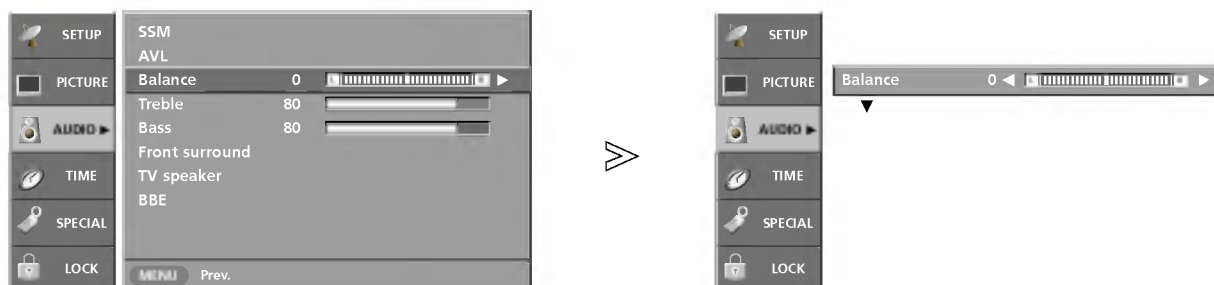 SETUP
PICTURE
AUDIO ▶
TIME
SPECIAL
LOCK
SSM
AVL
Balance 0 L R ▶
Treble 80
Bass 80
Front surround
TV speaker
BBE
MENU Prev.
≫
SETUP
PICTURE
AUDIO ▶
TIME
SPECIAL
LOCK
Balance 0 ◀ L R ▶
▼